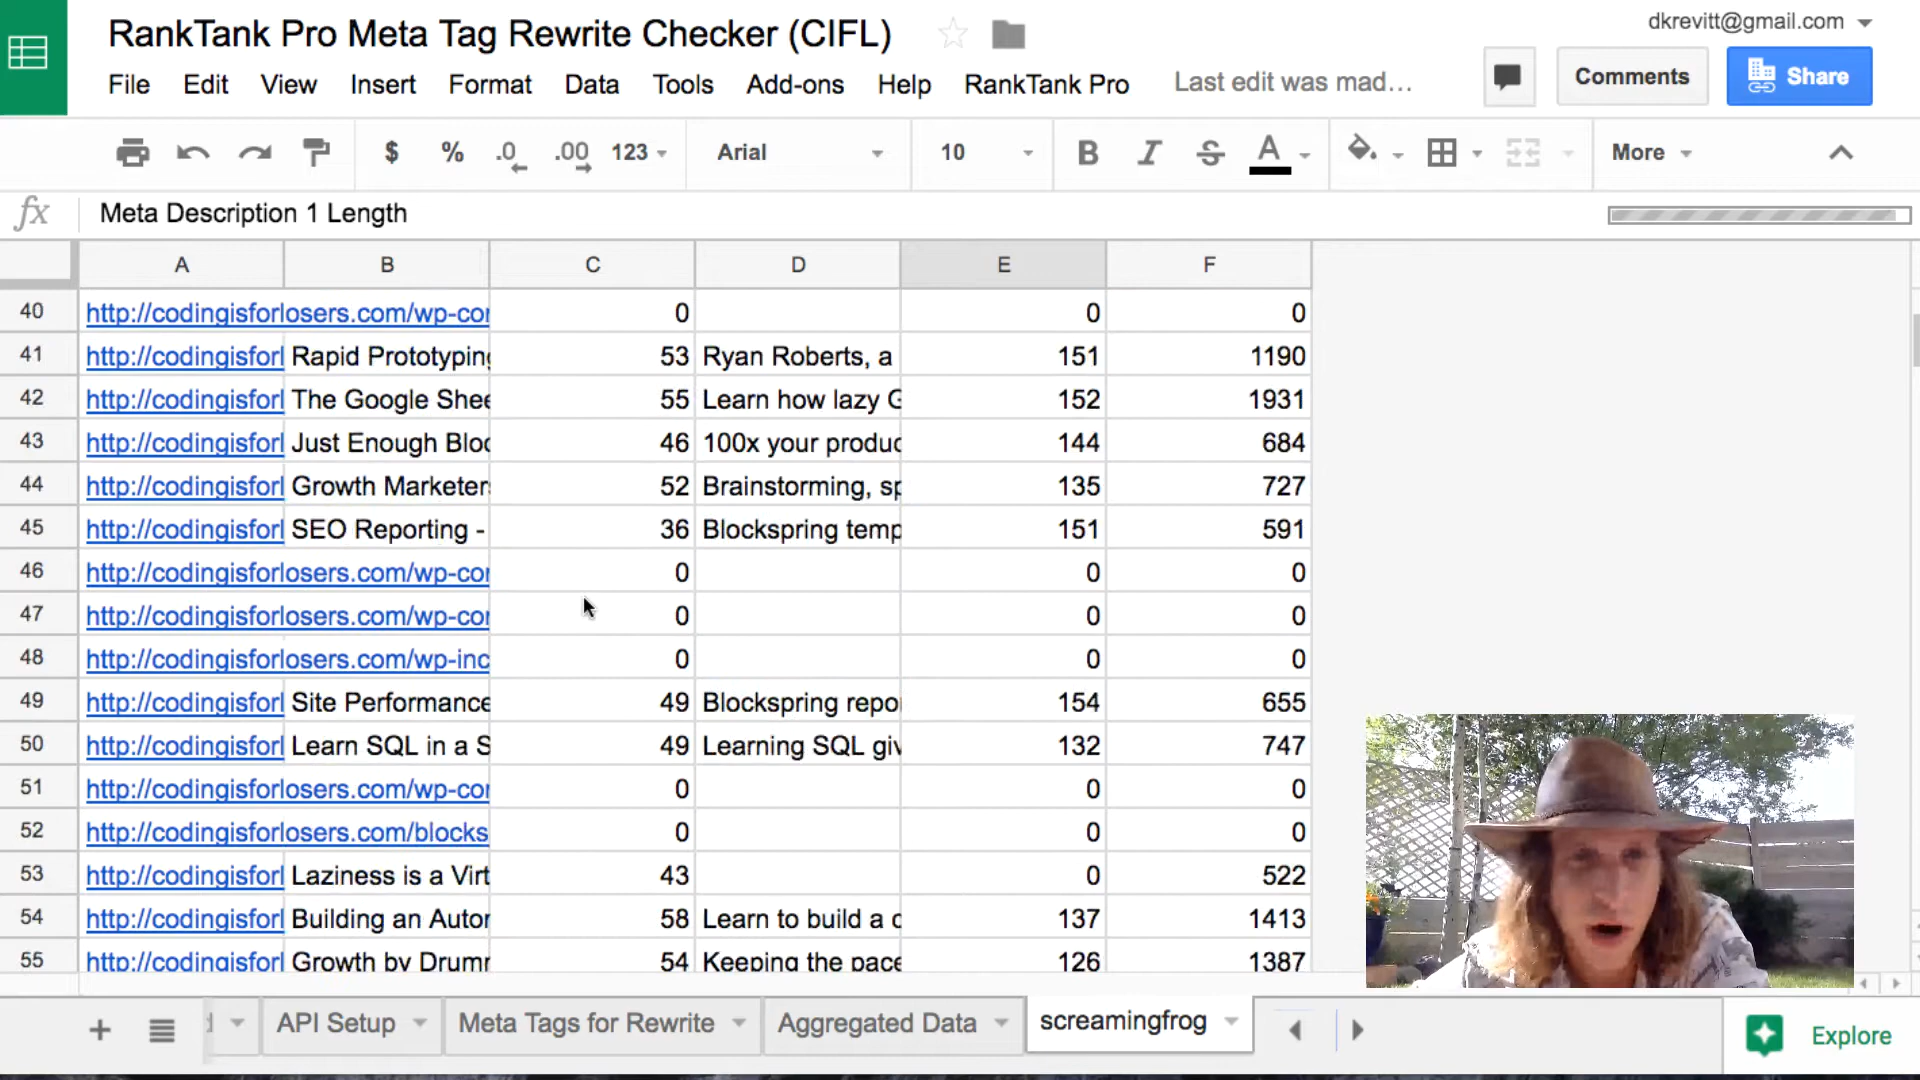 RankTank Pro Meta Tag Rewrite Checker (CIFL)
dkrevitt@gmail.com
File Edit View Insert Format Data Tools Add-ons Help RankTank Pro Last edit was mad...
Comments Share
$ % .0 .00 123 Arial 10 B I S A More
fx Meta Description 1 Length
A B C D E F
40 http://codingisforlosers.com/wp-cor 0 0 0
41 http://codingisforl Rapid Prototyping 53 Ryan Roberts, a 151 1190
42 http://codingisforl The Google Shee 55 Learn how lazy G 152 1931
43 http://codingisforl Just Enough Bloc 46 100x your produc 144 684
44 http://codingisforl Growth Marketers 52 Brainstorming, sp 135 727
45 http://codingisforl SEO Reporting - 36 Blockspring temp 151 591
46 http://codingisforlosers.com/wp-cor 0 0 0
47 http://codingisforlosers.com/wp-cor 0 0 0
48 http://codingisforlosers.com/wp-inc 0 0 0
49 http://codingisforl Site Performance 49 Blockspring repo 154 655
50 http://codingisforl Learn SQL in a S 49 Learning SQL giv 132 747
51 http://codingisforlosers.com/wp-cor 0 0 0
52 http://codingisforlosers.com/blocks 0 0 0
53 http://codingisforl Laziness is a Virt 43 0 522
54 http://codingisforl Building an Autor 58 Learn to build a c 137 1413
55 http://codingisforl Growth by Drumr 54 Keeping the pace 126 1387
API Setup Meta Tags for Rewrite Aggregated Data screamingfrog Explore